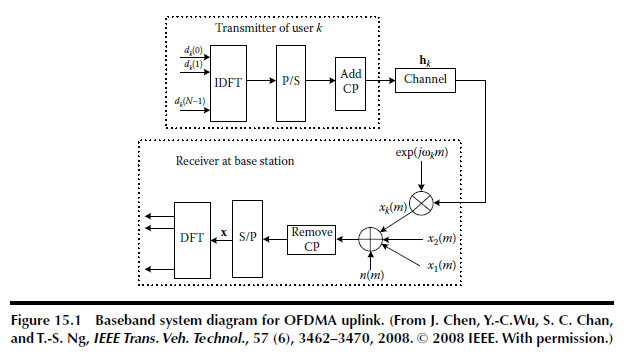 Transmitter of user k
d_k(0)
d_k(1)
d_k(N–1)
IDFT
P/S
Add
CP
h_k
Channel
Receiver at base station
exp(jω_k m)
x_k(m)
DFT
x
S/P
Remove
CP
x_2(m)
x_1(m)
n(m)
Figure 15.1 Baseband system diagram for OFDMA uplink. (From J. Chen, Y.-C.Wu, S. C. Chan,
and T.-S. Ng, IEEE Trans. Veh. Technol., 57 (6), 3462–3470, 2008. © 2008 IEEE. With permission.)